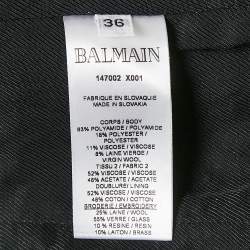 36
BALMAIN
147002 X001
FABRIQUE EN SLOVAQUIE
MADE IN SLOVAKIA
CORPS / BODY
63% POLYAMIDE / POLYAMIDE
18% POLYESTER /
POLYESTER
11% VISCOSE / VISCOSE
8% LAINE VIERGE /
VIRGIN WOOL
TISSU 2 / FABRIC 2
52% VISCOSE / VISCOSE
48% ACETATE / ACETATE
DOUBLURE / LINING
52% VISCOSE / VISCOSE
48% COTON / COTTON
BRODERIE / EMBROIDERY
25% LAINE / WOOL
55% VERRE / GLASS
10% RESINE / RESIN
10% LAITON / BRASS